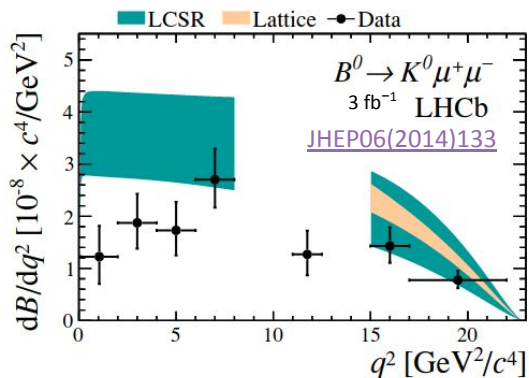 LCSR Lattice Data
dB/dq² [10⁻⁸ × c⁴/GeV²]
5
4
3
2
1
0
B⁰→ K⁰μ⁺μ⁻
3 fb⁻¹ LHCb
JHEP06(2014)133
0 5 10 15 20
q² [GeV²/c⁴]